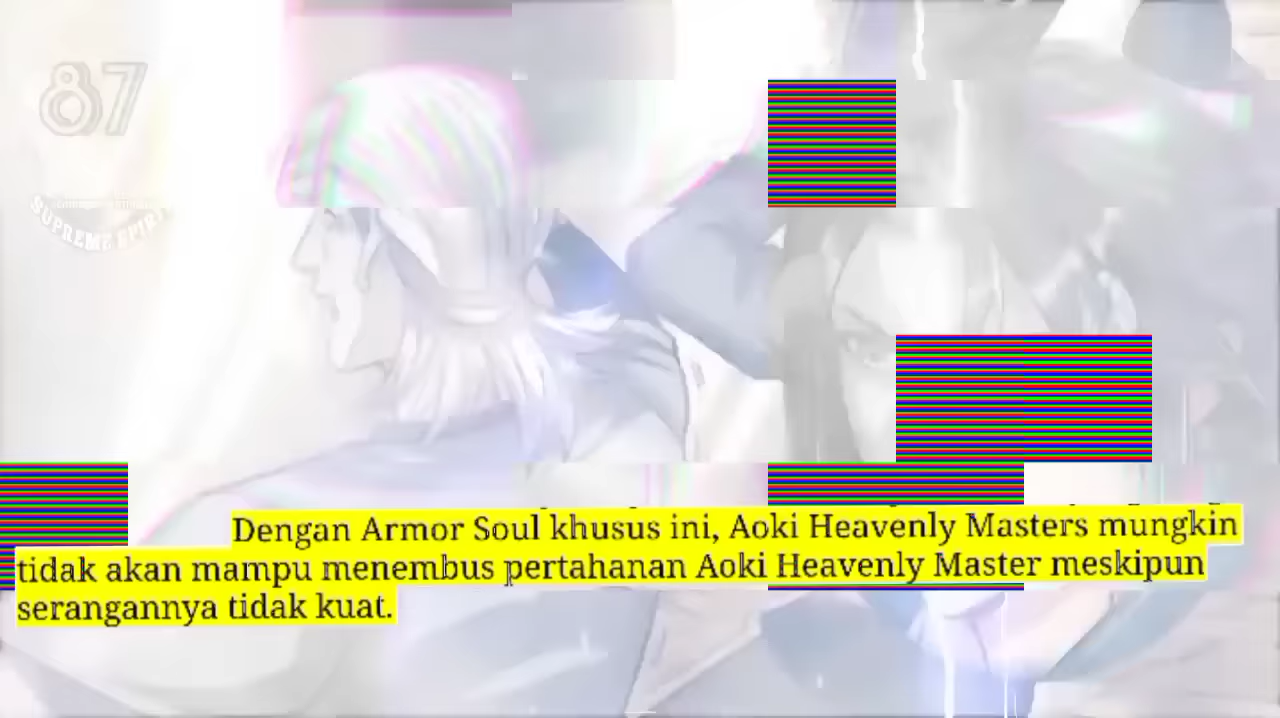 87
SUPREME SPIRIT
Dengan Armor Soul khusus ini, Aoki Heavenly Masters mungkin
tidak akan mampu menembus pertahanan Aoki Heavenly Master meskipun
serangannya tidak kuat.